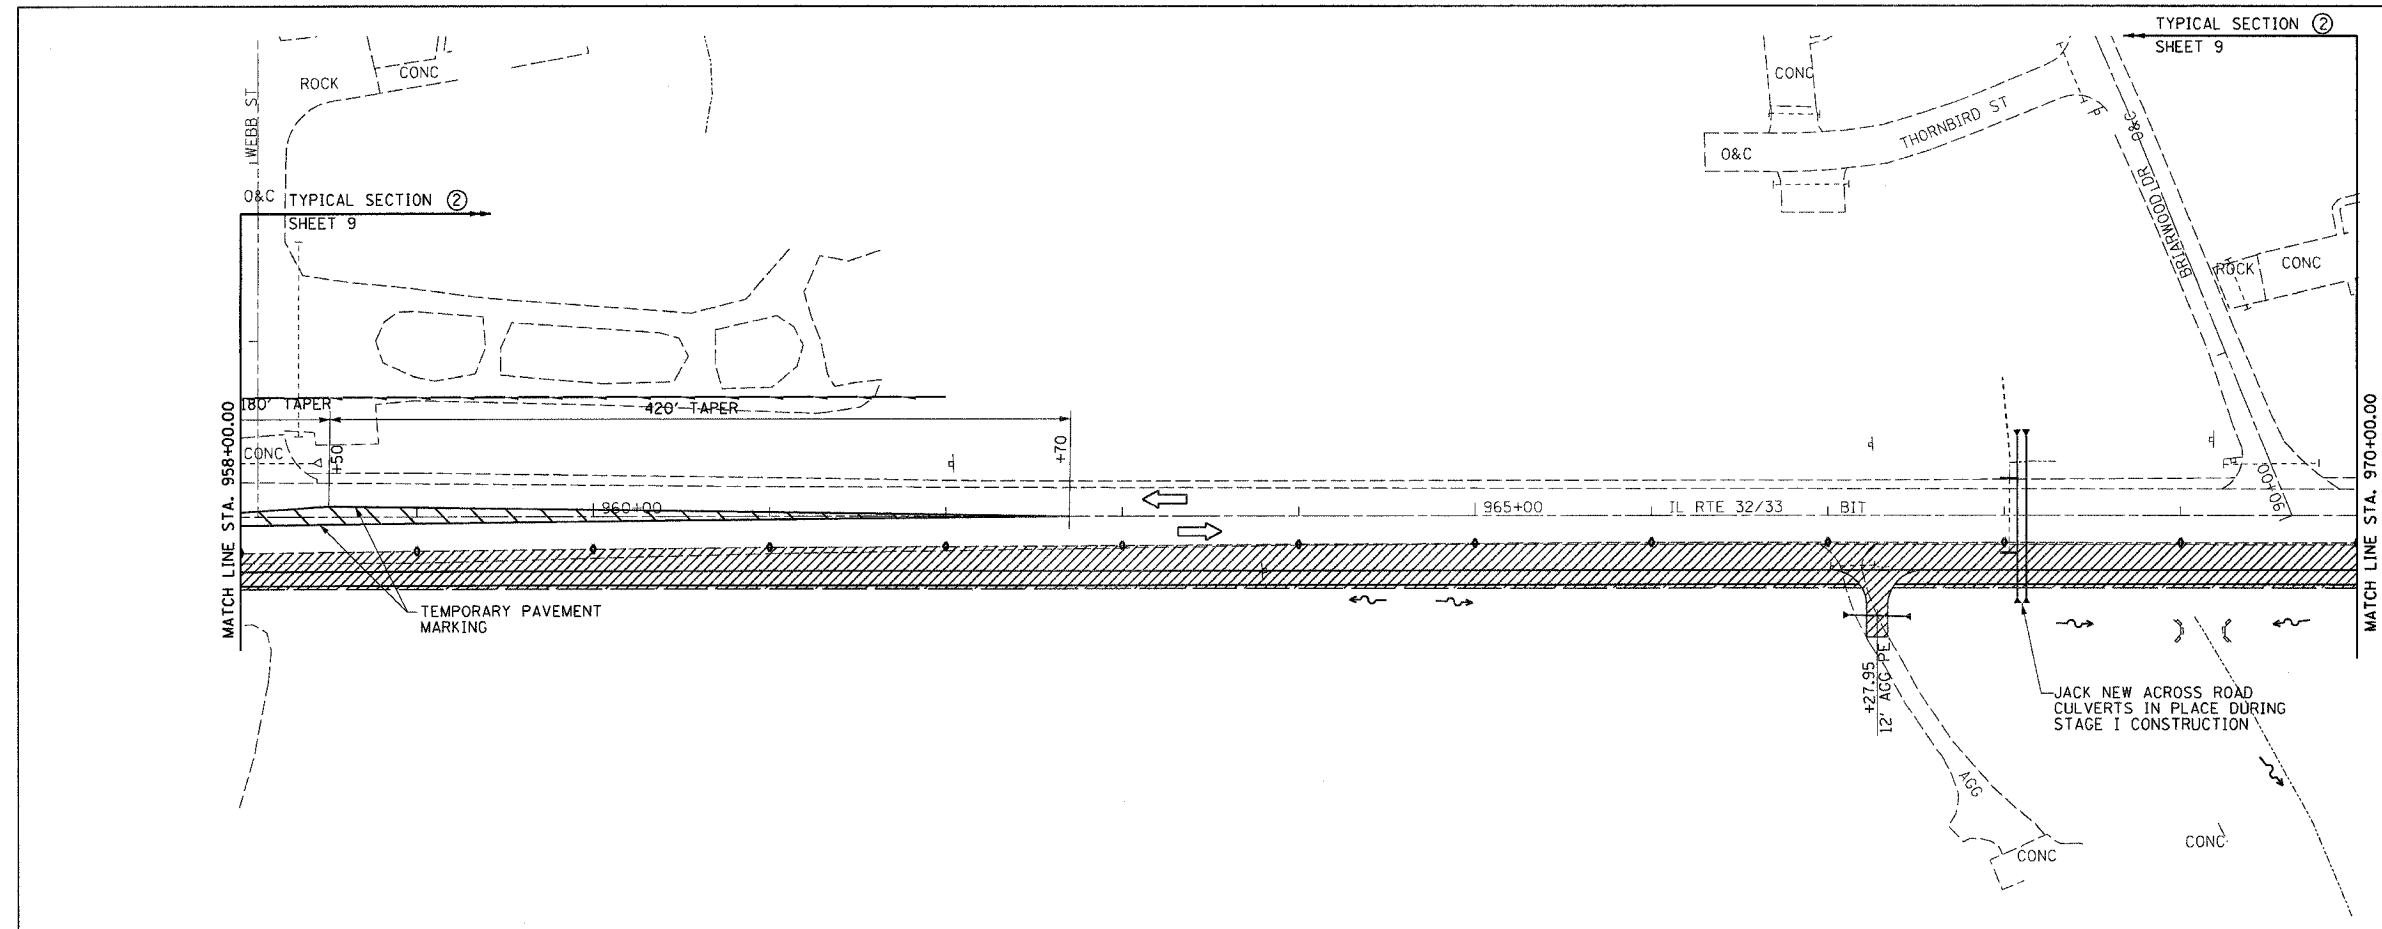 TYPICAL SECTION ②
SHEET 9
ROCK
CONC
WEBB ST
O&C
TYPICAL SECTION ②
SHEET 9
CONC
O&C
THORNBIRD ST
O&C
BRIARWOOD DR
ROCK
CONC
180' TAPER
420' TAPER
CONC
+50
+70
MATCH LINE STA. 958+00.00
MATCH LINE STA. 970+00.00
90+00
960+00
965+00
IL RTE 32/33
BIT
TEMPORARY PAVEMENT
MARKING
+27.95
12' AGG PE
JACK NEW ACROSS ROAD
CULVERTS IN PLACE DURING
STAGE I CONSTRUCTION
AGG
CONC
CONC